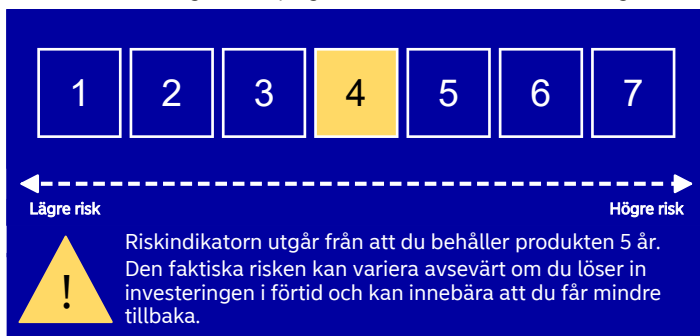 1 2 3 4 5 6 7
Lägre risk Högre risk
Riskindikatorn utgår från att du behåller produkten 5 år.
Den faktiska risken kan variera avsevärt om du löser in
! investeringen i förtid och kan innebära att du får mindre
tillbaka.